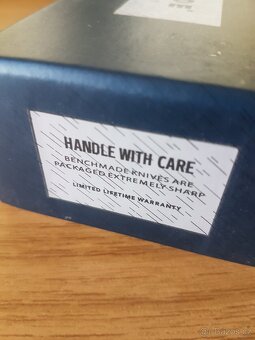 HANDLE WITH CARE
BENCHMADE KNIVES ARE
PACKAGED EXTREMELY SHARP
LIMITED LIFETIME WARRANTY